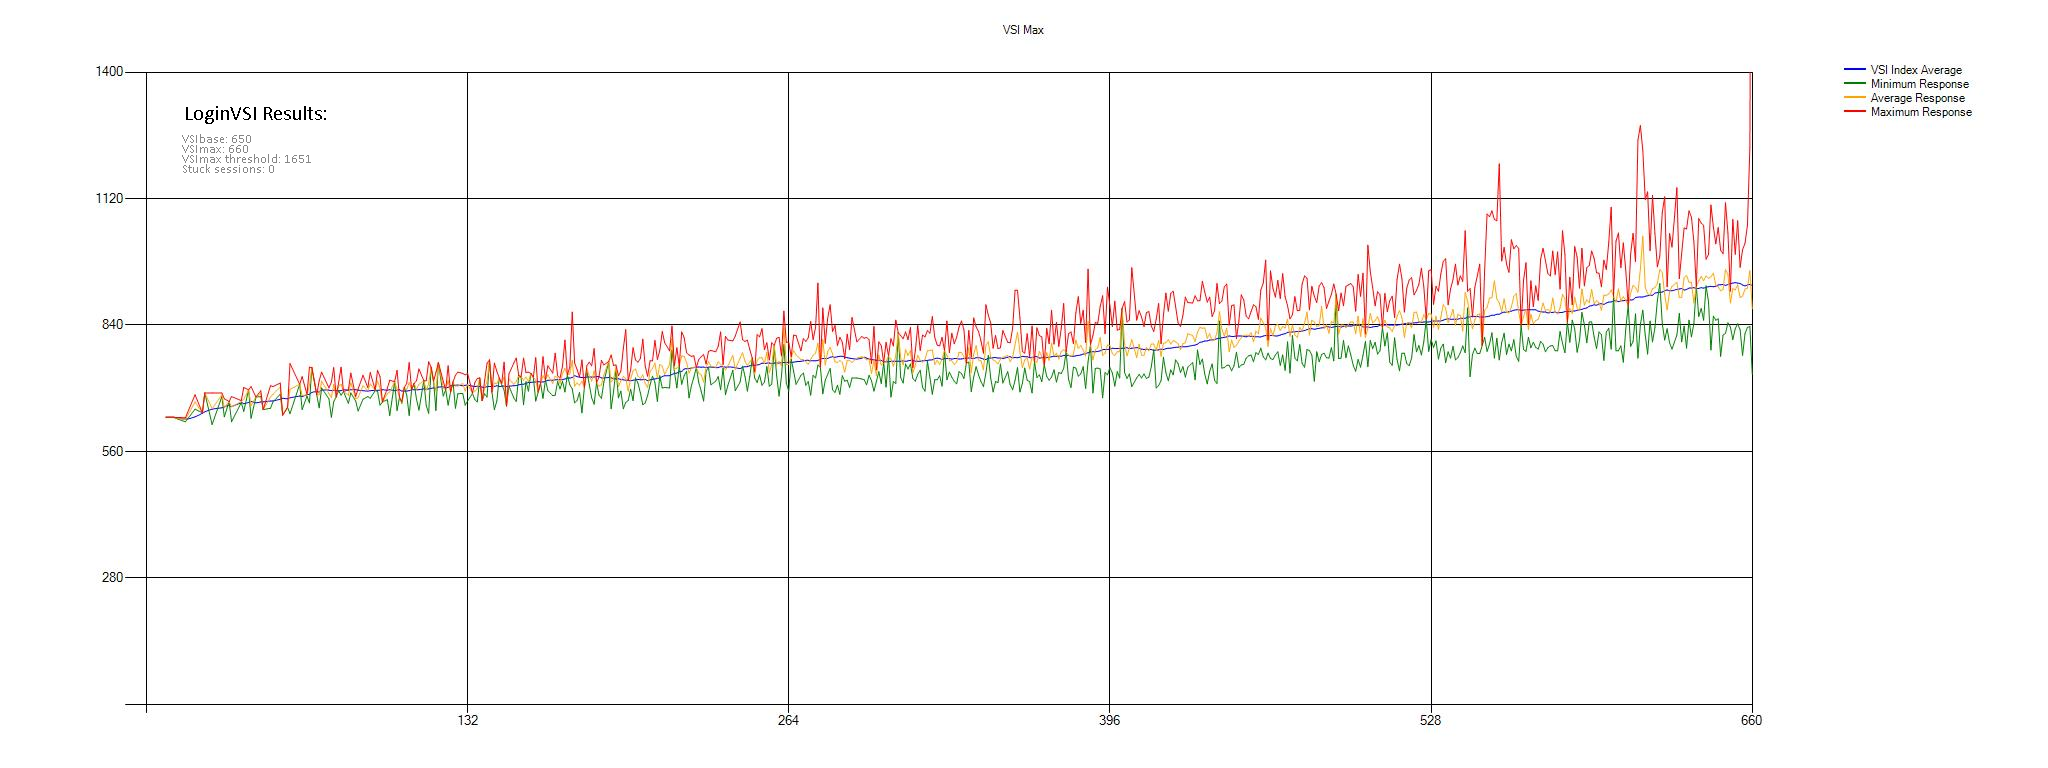 VSI Max
1400
1120
840
560
280
LoginVSI Results:
VSIbase: 650
VSImax: 660
VSImax threshold: 1651
Stuck sessions: 0
VSI Index Average
Minimum Response
Average Response
Maximum Response
132
264
396
528
660